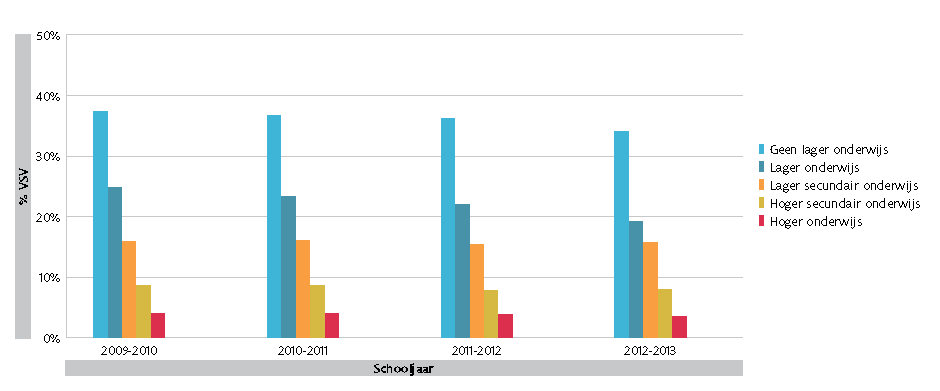 50%
40%
30%
20%
10%
0%
% ASA
2009-2010
2010-2011
2011-2012
2012-2013
Schooljaar
Geen lager onderwijs
Lager onderwijs
Lager secundair onderwijs
Hoger secundair onderwijs
Hoger onderwijs